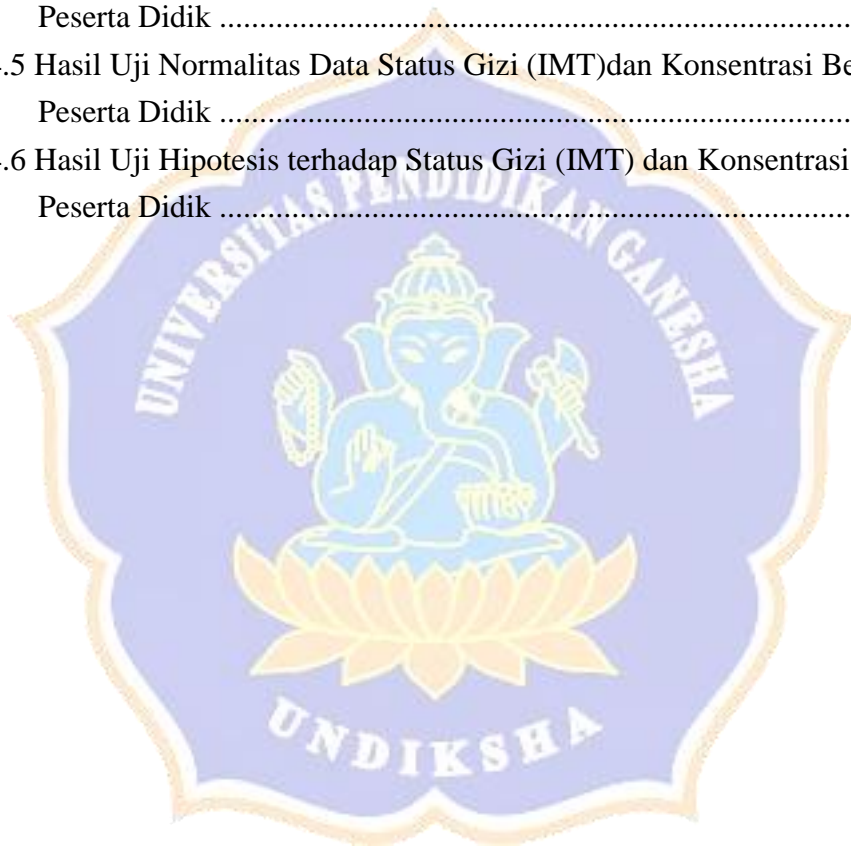 Peserta Didik ................................................................................
.5 Hasil Uji Normalitas Data Status Gizi (IMT)dan Konsentrasi Be
Peserta Didik ................................................................................
.6 Hasil Uji Hipotesis terhadap Status Gizi (IMT) dan Konsentrasi
Peserta Didik ................................................................................
UNIVERSITAS PENDIDIKAN GANESHA
UNDIKSHA